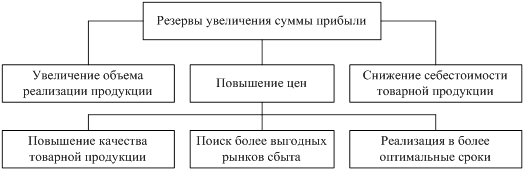 Резервы увеличения суммы прибыли
Увеличение объема
реализации продукции
Повышение цен
Снижение себестоимости
товарной продукции
Повышение качества
товарной продукции
Поиск более выгодных
рынков сбыта
Реализация в более
оптимальные сроки